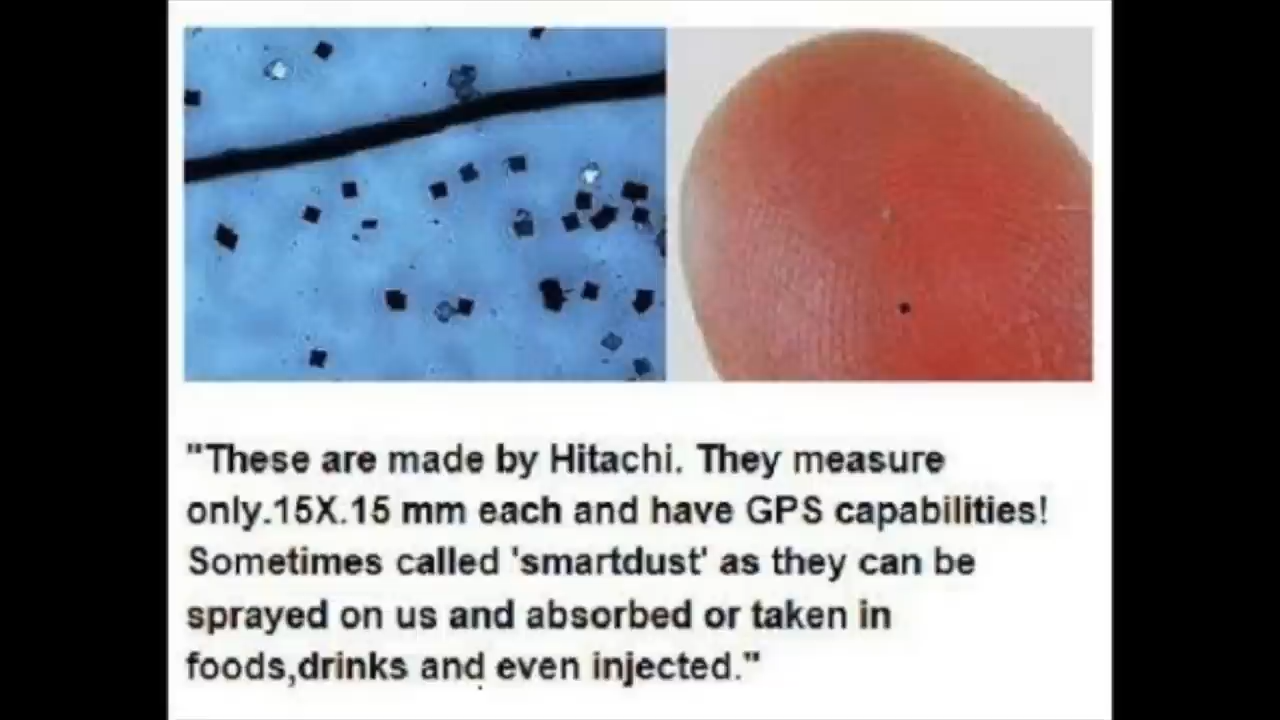 "These are made by Hitachi. They measure
only.15X.15 mm each and have GPS capabilities!
Sometimes called 'smartdust' as they can be
sprayed on us and absorbed or taken in
foods,drinks and even injected."